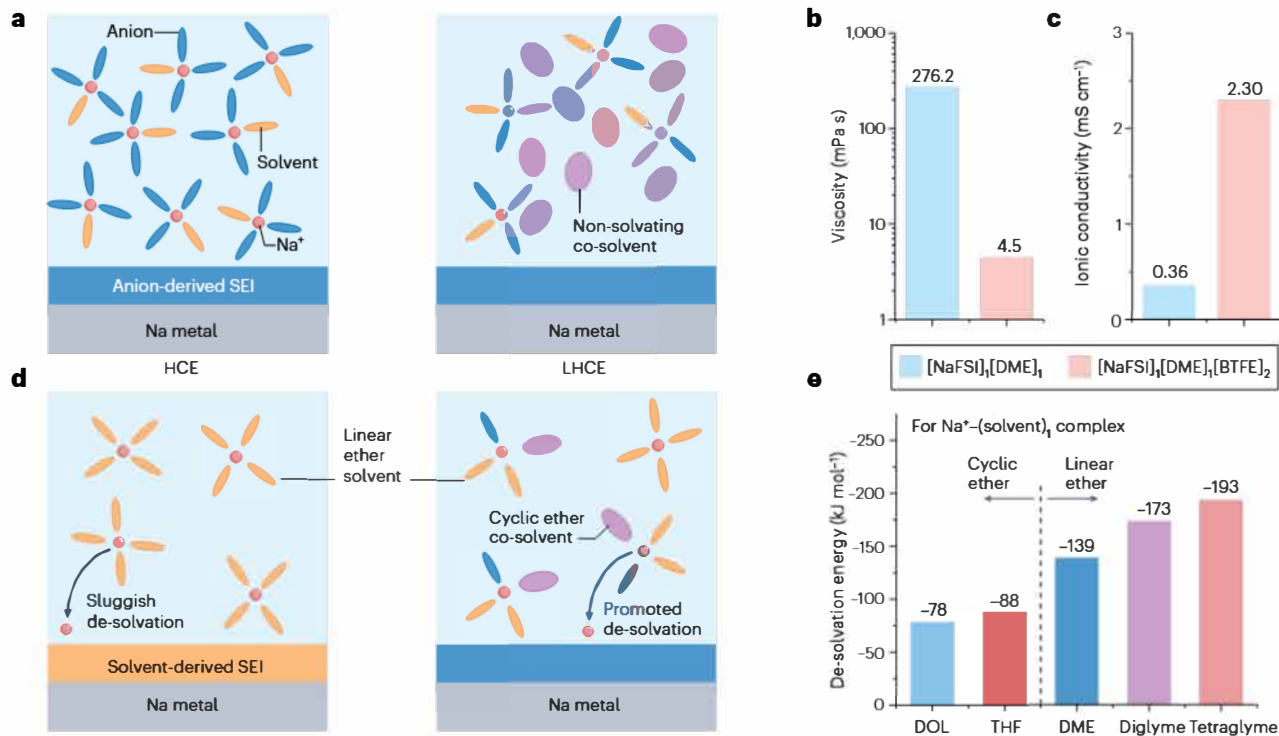 a
Anion
Solvent
Na⁺
Anion-derived SEI
Na metal
HCE
Non-solvating
co-solvent
Na metal
LHCE
b
Viscosity (mPa s)
1,000
100
10
1
276.2
4.5
c
Ionic conductivity (mS cm⁻¹)
3
2
1
0
0.36
2.30
[NaFSI]₁[DME]₁
[NaFSI]₁[DME]₁[BTFE]₂
d
Linear
ether
solvent
Sluggish
de-solvation
Solvent-derived SEI
Na metal
Cyclic ether
co-solvent
Promoted
de-solvation
Na metal
e
De-solvation energy (kJ mol⁻¹)
-250
-200
-150
-100
-50
0
For Na⁺–(solvent)₁ complex
Cyclic
ether
Linear
ether
–78
–88
–139
–173
–193
DOL
THF
DME
Diglyme
Tetraglyme